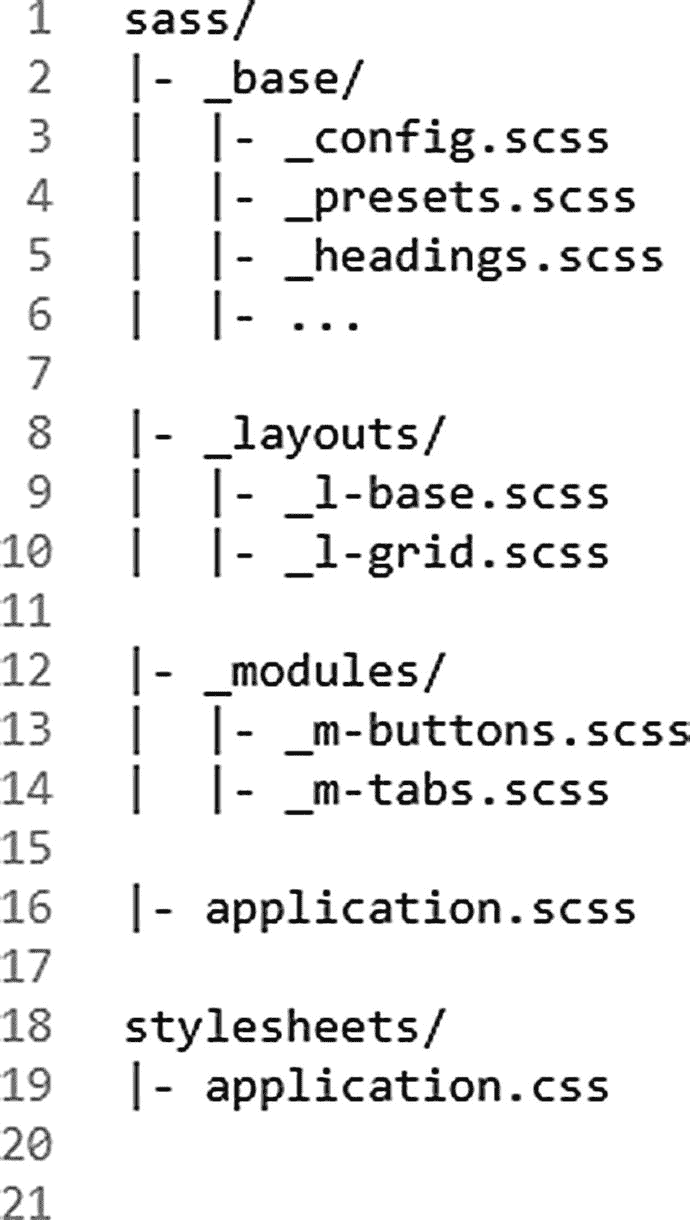 1 sass/
2 |- _base/
3 | |- _config.scss
4 | |- _presets.scss
5 | |- _headings.scss
6 | |- ...
7
8 |- _layouts/
9 | |- _l-base.scss
10 | |- _l-grid.scss
11
12 |- _modules/
13 | |- _m-buttons.scss
14 | |- _m-tabs.scss
15
16 |- application.scss
17
18 stylesheets/
19 |- application.css
20
21